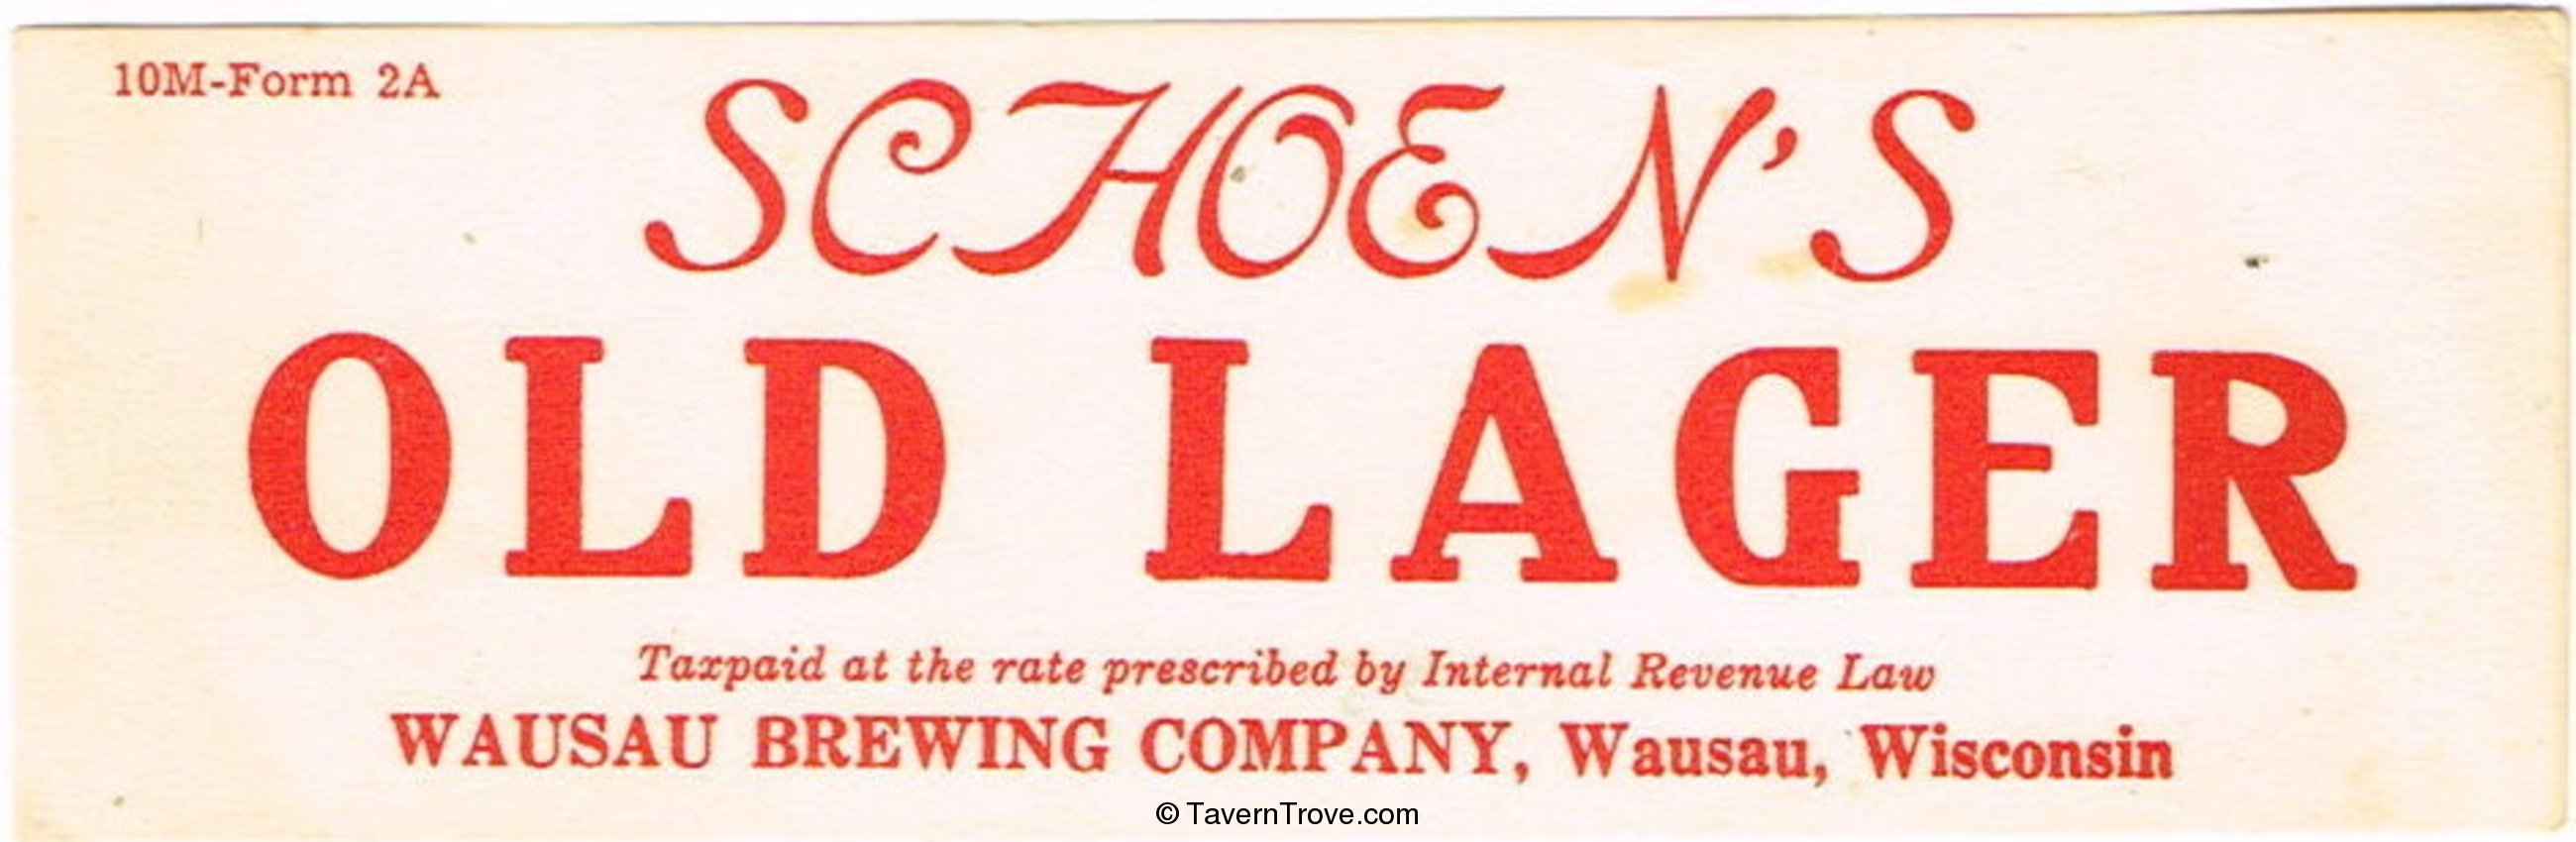 10M-Form 2A
SCHOEN'S
OLD LAGER
Taxpaid at the rate prescribed by Internal Revenue Law
WAUSAU BREWING COMPANY, Wausau, Wisconsin
© TavernTrove.com